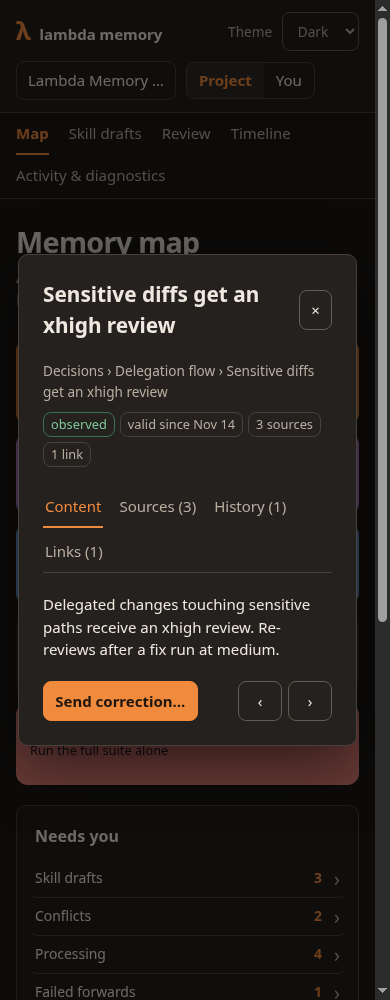 λ lambda memory
Theme
Dark
Lambda Memory ...
Project
You
Map
Skill drafts
Review
Timeline
Activity & diagnostics
Memory map
Sensitive diffs get an
xhigh review
×
Decisions › Delegation flow › Sensitive diffs
get an xhigh review
observed
valid since Nov 14
3 sources
1 link
Content
Sources (3)
History (1)
Links (1)
Delegated changes touching sensitive
paths receive an xhigh review. Re-
reviews after a fix run at medium.
Send correction...
‹
›
Run the full suite alone
Needs you
Skill drafts 3 ›
Conflicts 2 ›
Processing 4 ›
Failed forwards 1 ›